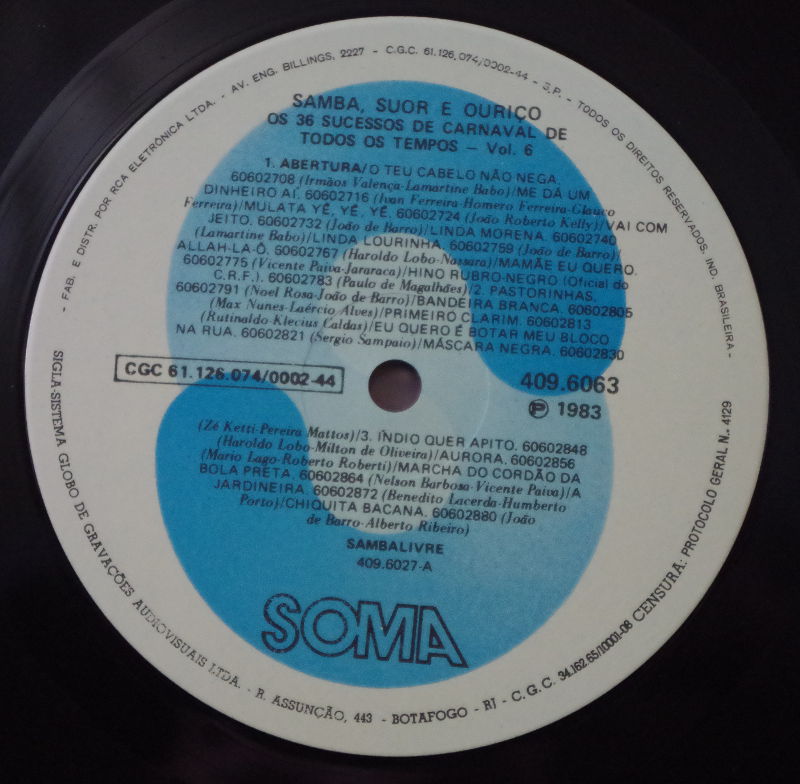 - FAB. E DISTR. POR RCA ELETRÔNICA LTDA. - AV. ENG. BILLINGS, 2227 - C.G.C. 61.126.074/0002-44 - S.P. - TODOS OS DIREITOS RESERVADOS. IND. BRASILEIRA -
SAMBA, SUOR E OURIÇO
OS 36 SUCESSOS DE CARNAVAL DE
TODOS OS TEMPOS — Vol. 6
1. ABERTURA/O TEU CABELO NÃO NEGA.
60602708 (Irmãos Valença-Lamartine Babo)/ME DÁ UM
DINHEIRO AÍ. 60602716 (Ivan Ferreira-Homero Ferreira-Glauco
Ferreira)/MULATA YÊ, YÊ, YÊ. 60602724 (João Roberto Kelly)/VAI COM
JEITO. 60602732 (João de Barro)/LINDA MORENA. 60602740
(Lamartine Babo)/LINDA LOURINHA. 60602759 (João de Barro)/
ALLAH-LA-Ô. 60602767 (Haroldo Lobo-Nassara)/MAMÃE EU QUERO.
60602775 (Vicente Paiva-Jararaca)/HINO RUBRO-NEGRO (Oficial do
C.R.F.). 60602783 (Paulo de Magalhães)/2. PASTORINHAS.
60602791 (Noel Rosa-João de Barro)/BANDEIRA BRANCA. 60602805
(Max Nunes-Laércio Alves)/PRIMEIRO CLARIM. 60602813
(Rutinaldo-Klecius Caldas)/EU QUERO É BOTAR MEU BLOCO
NA RUA. 60602821 (Sergio Sampaio)/MÁSCARA NEGRA. 60602830
CGC 61.126.074/0002-44
409.6063
Ⓟ 1983
(Zé Ketti-Pereira Mattos)/3. ÍNDIO QUER APITO. 60602848
(Haroldo Lobo-Milton de Oliveira)/AURORA. 60602856
(Mario Lago-Roberto Roberti)/MARCHA DO CORDÃO DA
BOLA PRETA. 60602864 (Nelson Barbosa-Vicente Paiva)/A
JARDINEIRA. 60602872 (Benedito Lacerda-Humberto
Porto)/CHIQUITA BACANA. 60602880 (João
de Barro-Alberto Ribeiro)
SAMBALIVRE
409.6027-A
SOMA
SIGLA-SISTEMA GLOBO DE GRAVAÇÕES AUDIOVISUAIS LTDA. - R. ASSUNÇÃO, 443 - BOTAFOGO - RJ - C.G.C. 34.162.651/0001-08 CENSURA: PROTOCOLO GERAL N. 4129